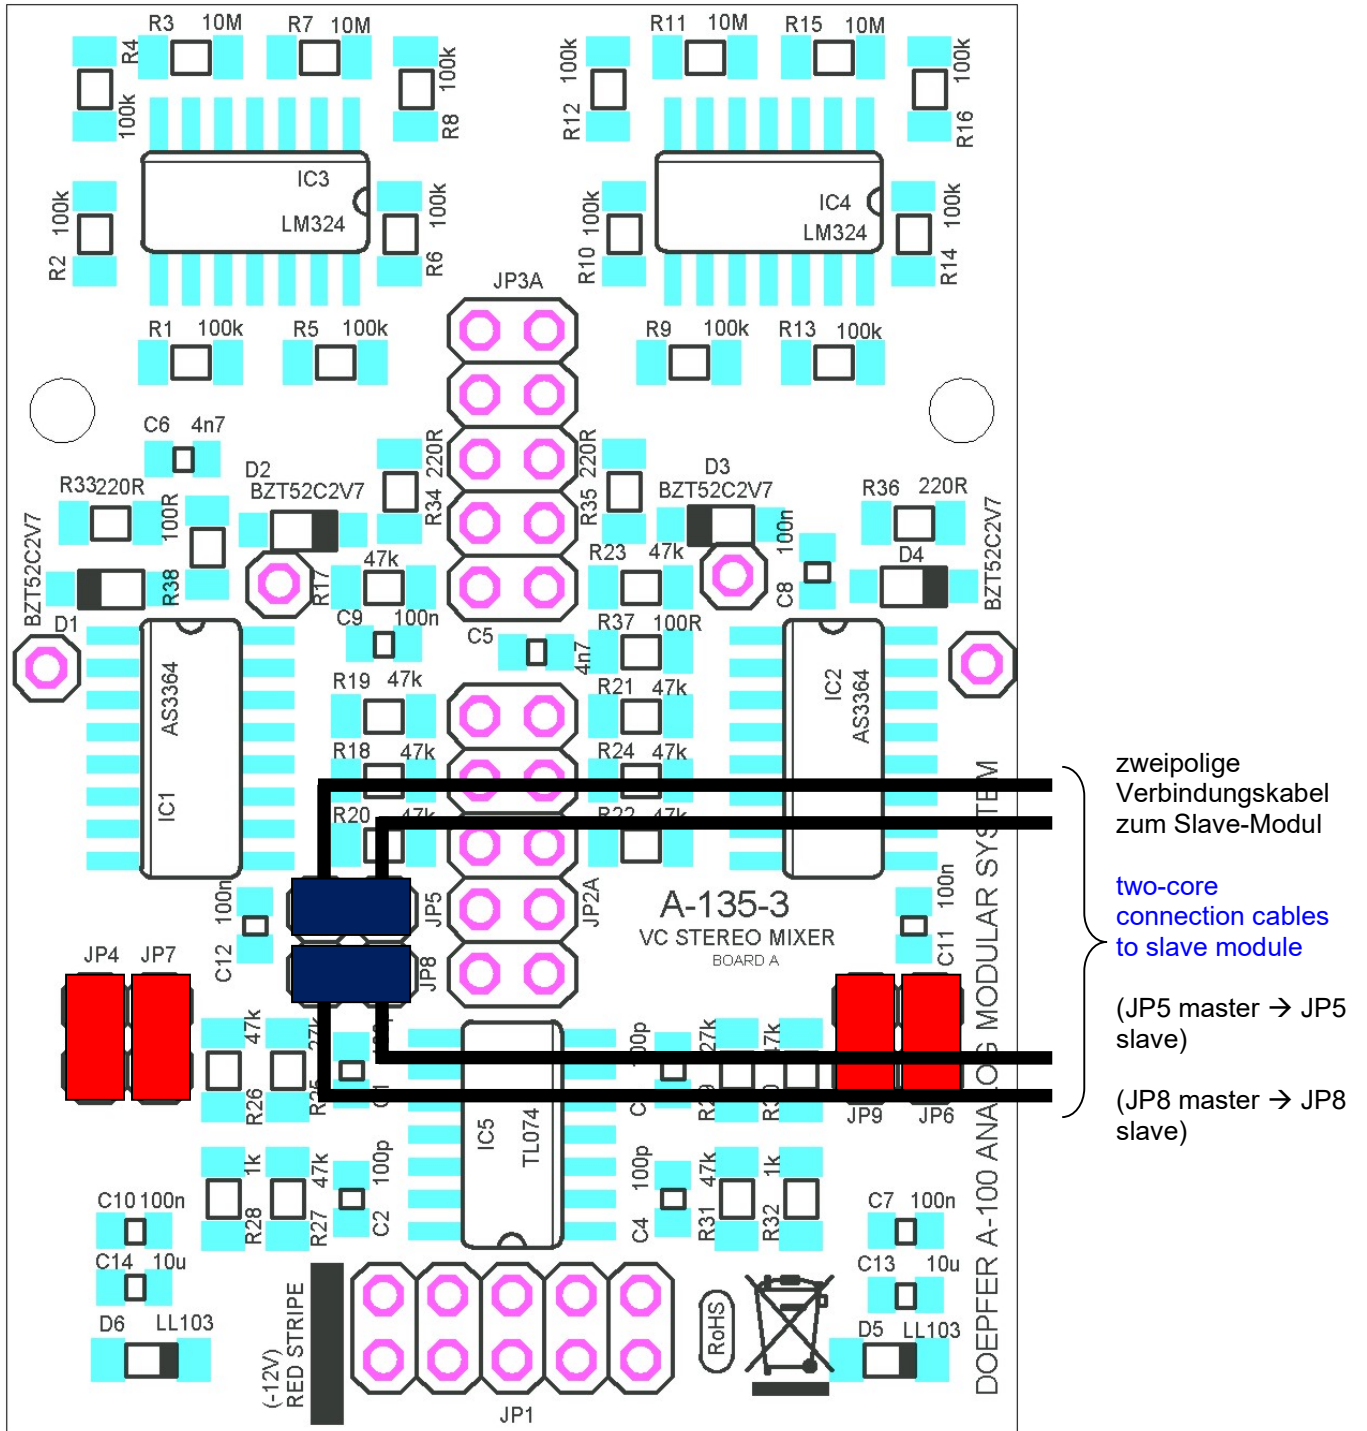 R3 10M R7 10M R11 10M R15 10M
R4 100k
100k R8
100k R12
100k R16
IC3
LM324
IC4
LM324
100k R2
100k R6
100k R10
100k R14
JP3A
R1 100k R5 100k R9 100k R13 100k
C6 4n7
R33 220R
100R R38
D2
BZT52C2V7
220R R34
220R R35
D3
BZT52C2V7
R36 220R
BZT52C2V7 D1
R17 47k
R23 47k
100n C8
D4
BZT52C2V7
C9 100n
C5 4n7
R37 100R
AS3364
IC1
IC2
AS3364
R19 47k
R21 47k
R18 47k
R24 47k
R20 47k
R22 47k
100n C12
JP5
JP8
JP2A
A-135-3
VC STEREO MIXER
BOARD A
100n C11
JP4 JP7
47k R26
27k
27k R29
47k
JP9 JP6
IC5
TL074
1k R28
47k R27
100p C2
100p C4
47k R31
1k R32
C10 100n
C14 10u
D6 LL103
C7 100n
C13 10u
D5 LL103
(-12V)
RED STRIPE
JP1
RoHS
DOEPFER A-100 ANALOG MODULAR SYSTEM
zweipolige
Verbindungskabel
zum Slave-Modul
two-core
connection cables
to slave module
(JP5 master → JP5
slave)
(JP8 master → JP8
slave)